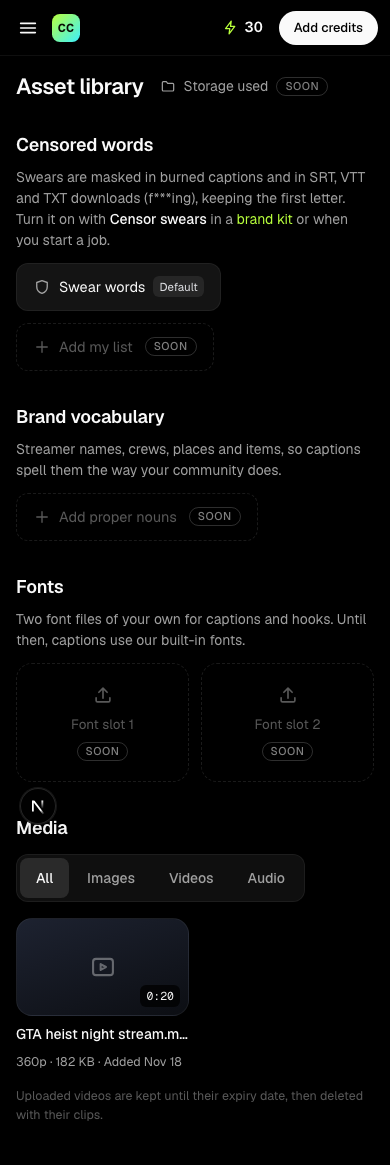 CC
30
Add credits
Asset library
Storage used
SOON
Censored words
Swears are masked in burned captions and in SRT, VTT
and TXT downloads (f***ing), keeping the first letter.
Turn it on with Censor swears in a brand kit or when
you start a job.
Swear words
Default
Add my list
SOON
Brand vocabulary
Streamer names, crews, places and items, so captions
spell them the way your community does.
Add proper nouns
SOON
Fonts
Two font files of your own for captions and hooks. Until
then, captions use our built-in fonts.
Font slot 1
SOON
Font slot 2
SOON
N
Media
All
Images
Videos
Audio
0:20
GTA heist night stream.m...
360p · 182 KB · Added Nov 18
Uploaded videos are kept until their expiry date, then deleted
with their clips.